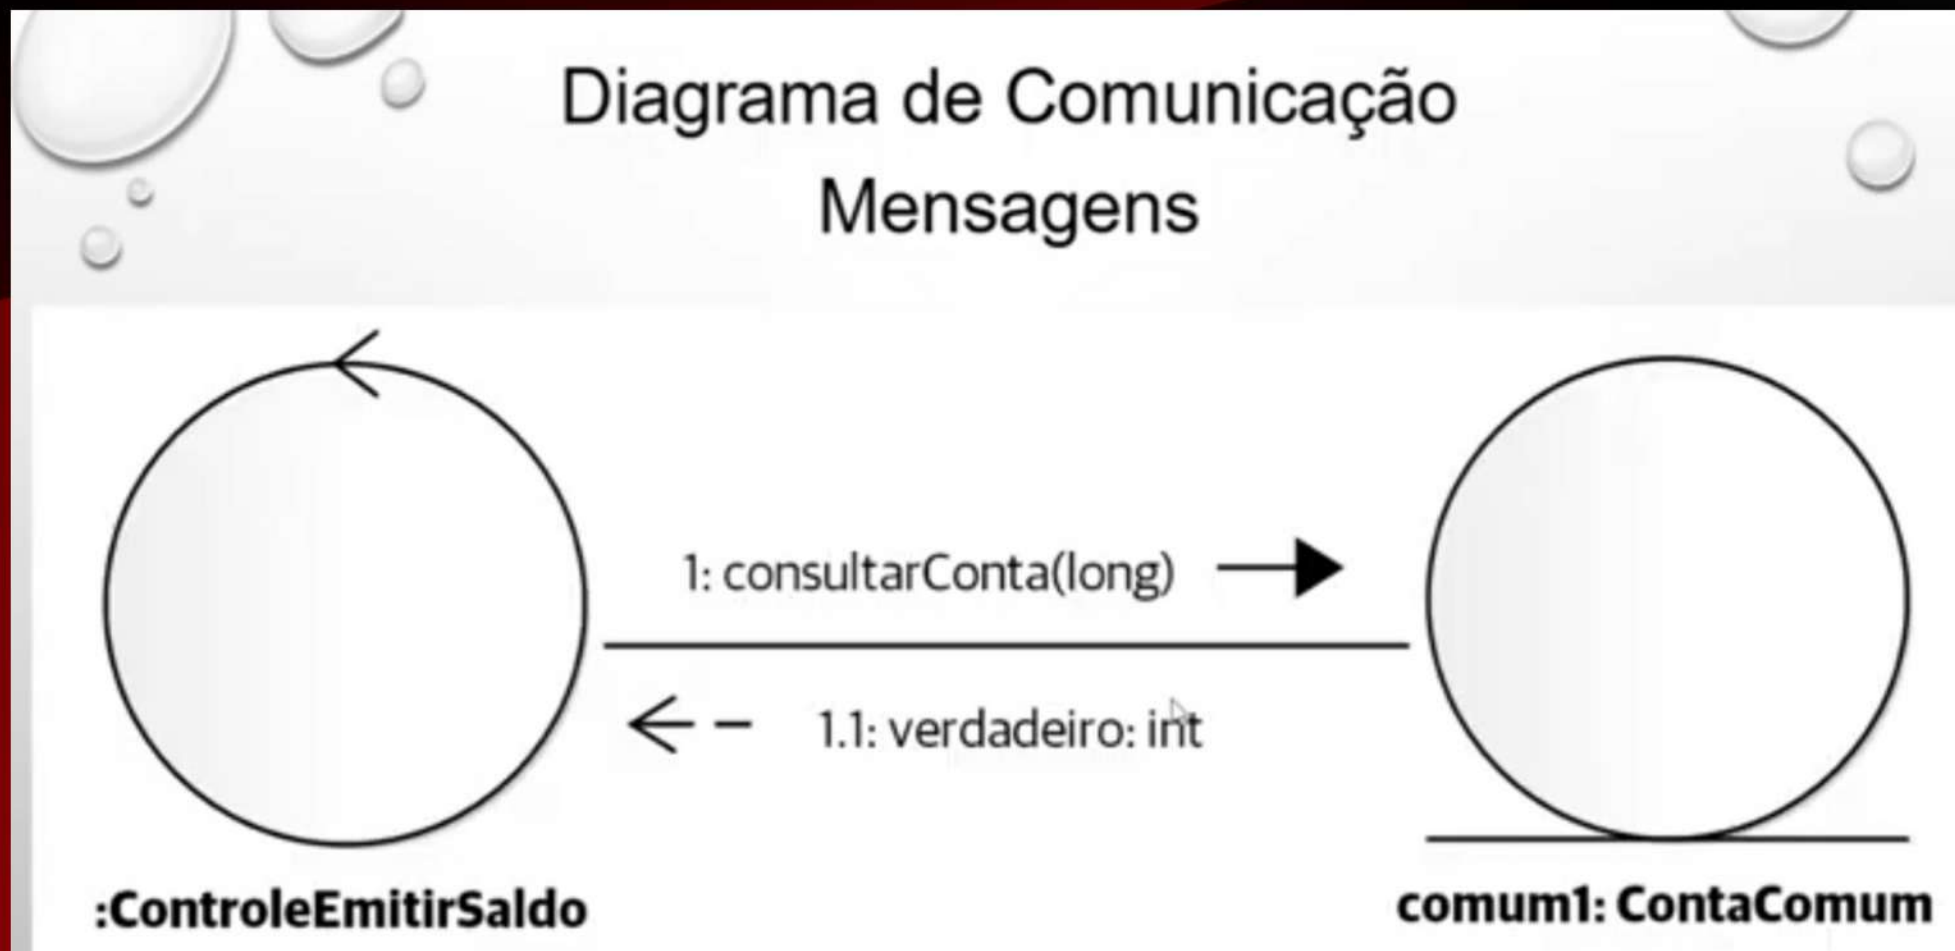 Diagrama de Comunicação
Mensagens
1: consultarConta(long)
1.1: verdadeiro: int
:ControleEmitirSaldo
comum1: ContaComum